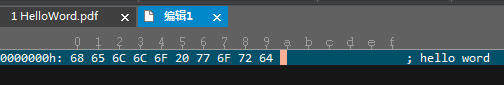 1 HelloWord.pdf 编辑1
0 1 2 3 4 5 6 7 8 9 a b c d e f
0000000h: 68 65 6C 6C 6F 20 77 6F 72 64 ; hello word